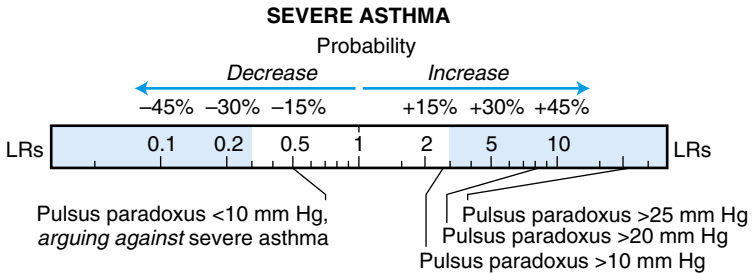 SEVERE ASTHMA
Probability
Decrease Increase
–45% –30% –15% +15% +30% +45%
LRs 0.1 0.2 0.5 1 2 5 10 LRs
Pulsus paradoxus <10 mm Hg,
arguing against severe asthma
Pulsus paradoxus >25 mm Hg
Pulsus paradoxus >20 mm Hg
Pulsus paradoxus >10 mm Hg